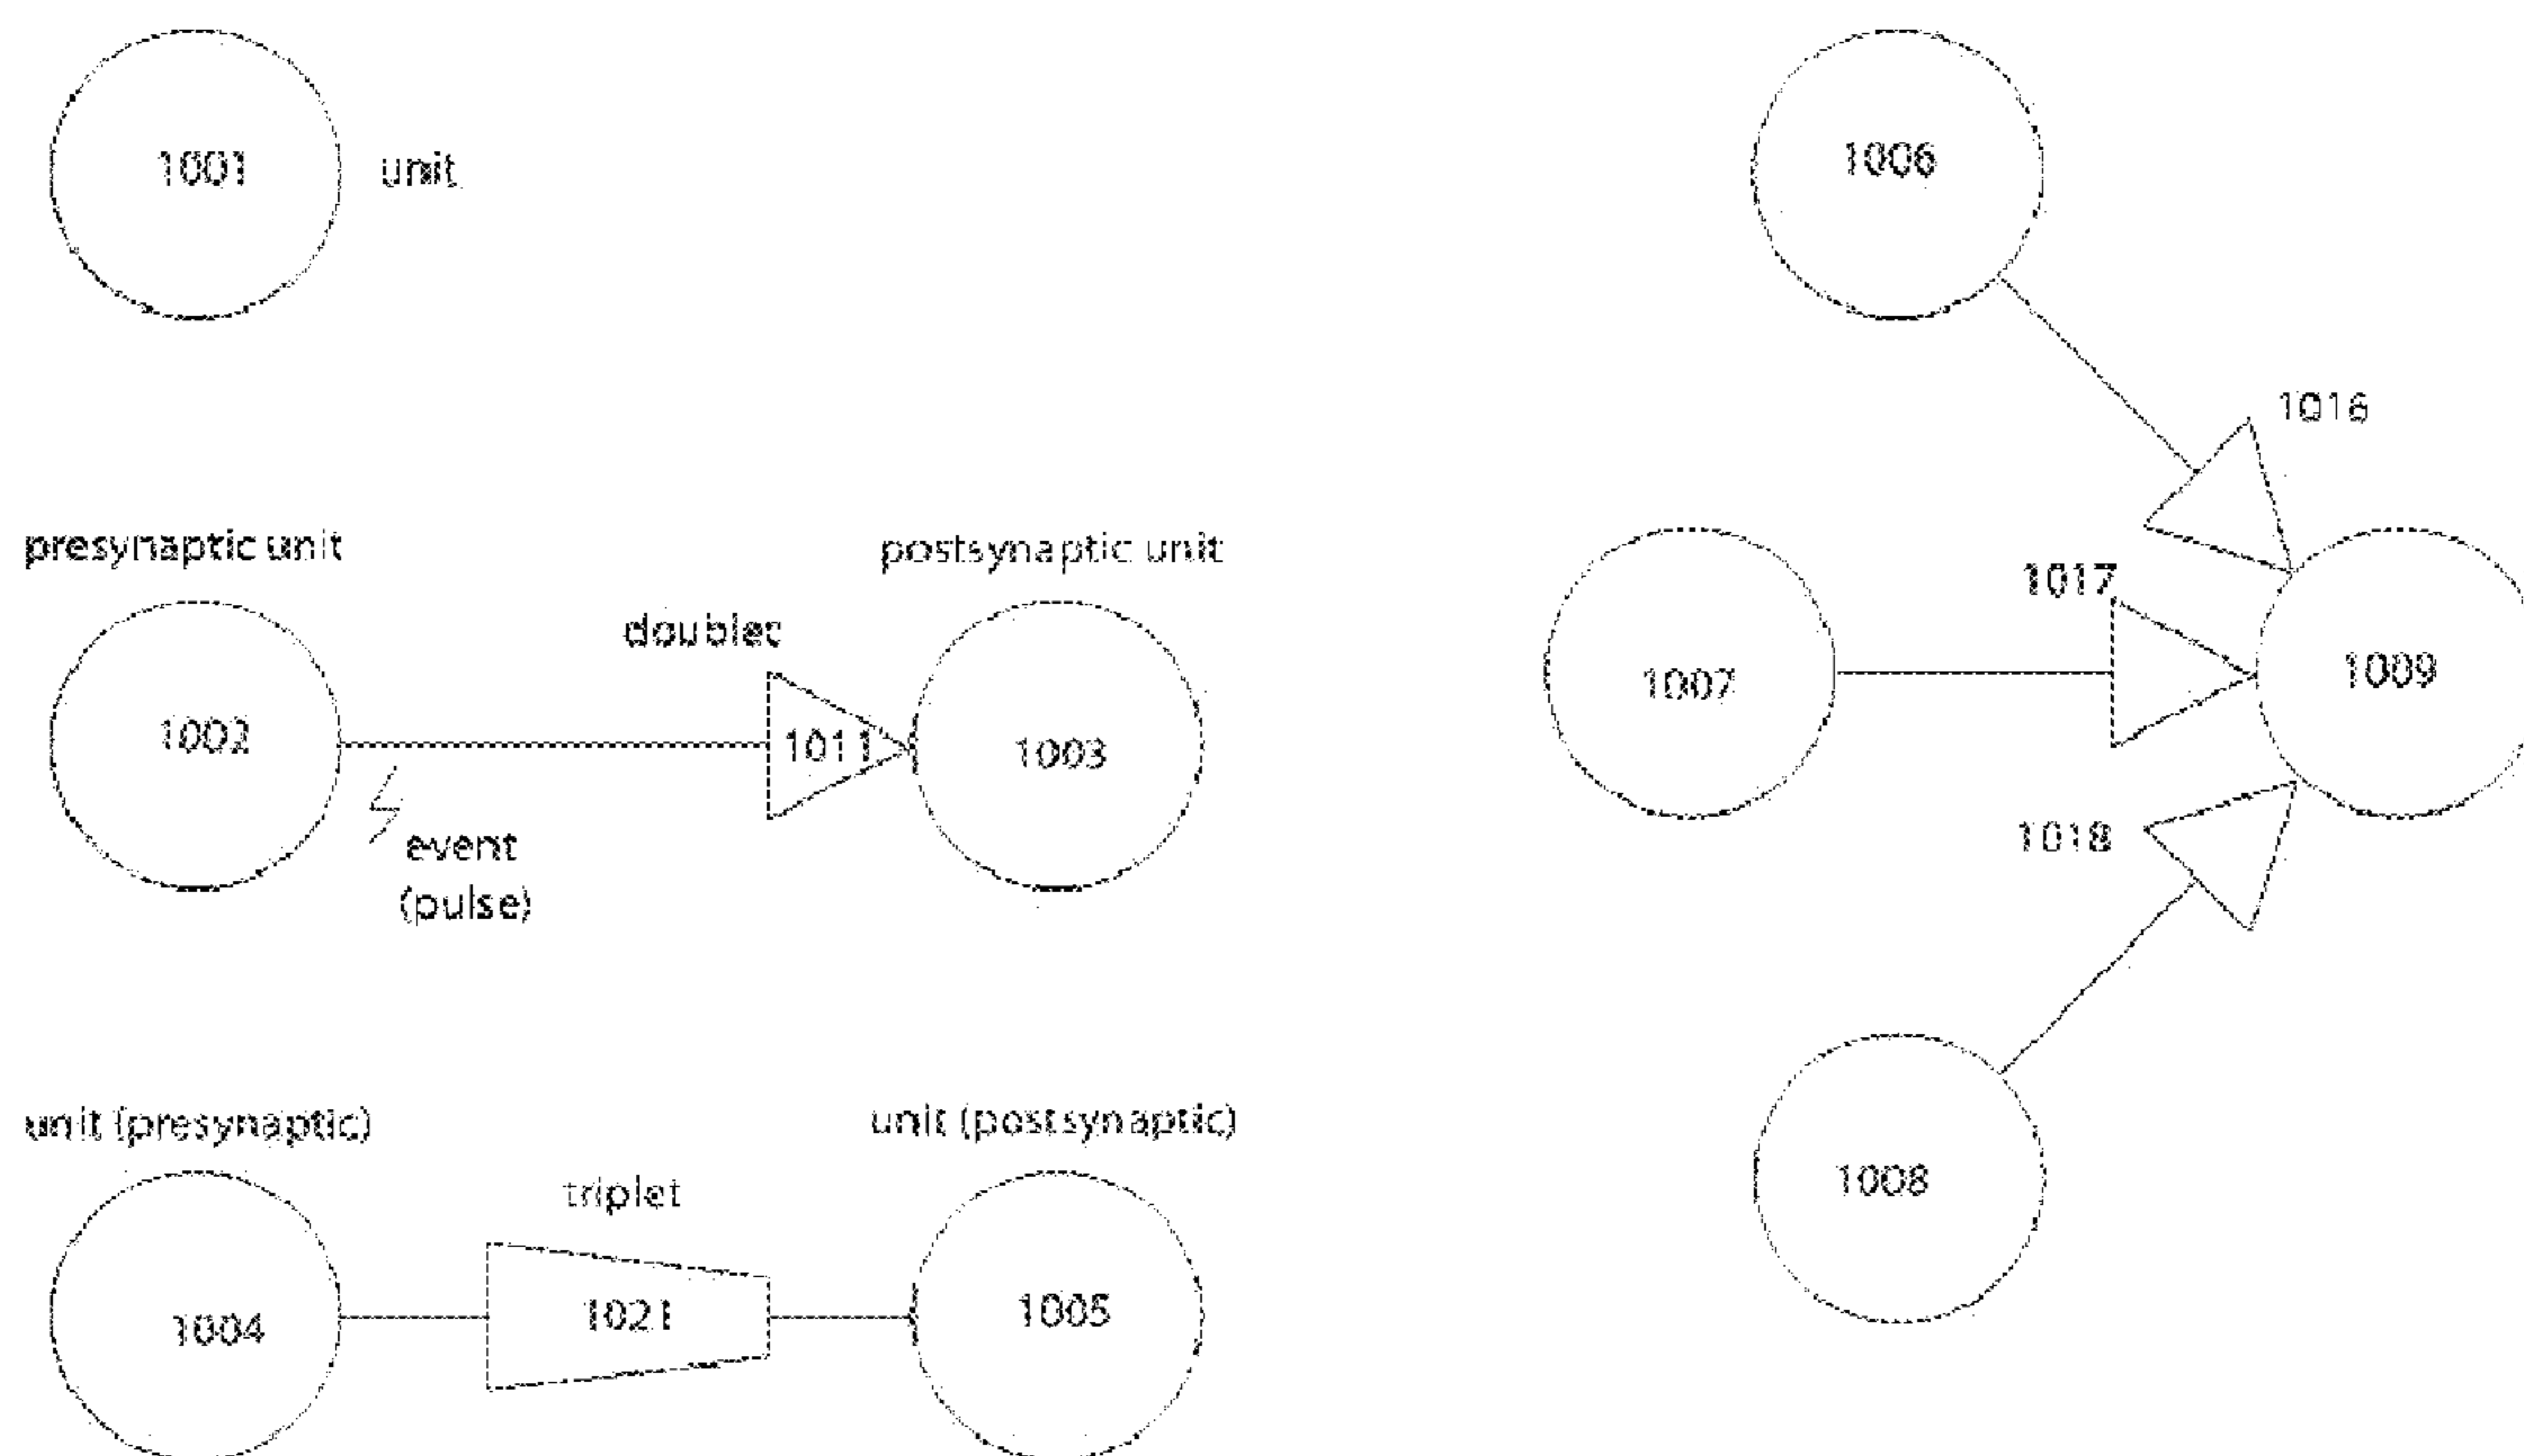 1001
unit
1006
1016
presynaptic unit
postsynaptic unit
doublet
1017
1002
1011
1003
1007
1009
event
(pulse)
1018
unit (presynaptic)
unit (postsynaptic)
triplet
1008
1004
1021
1005